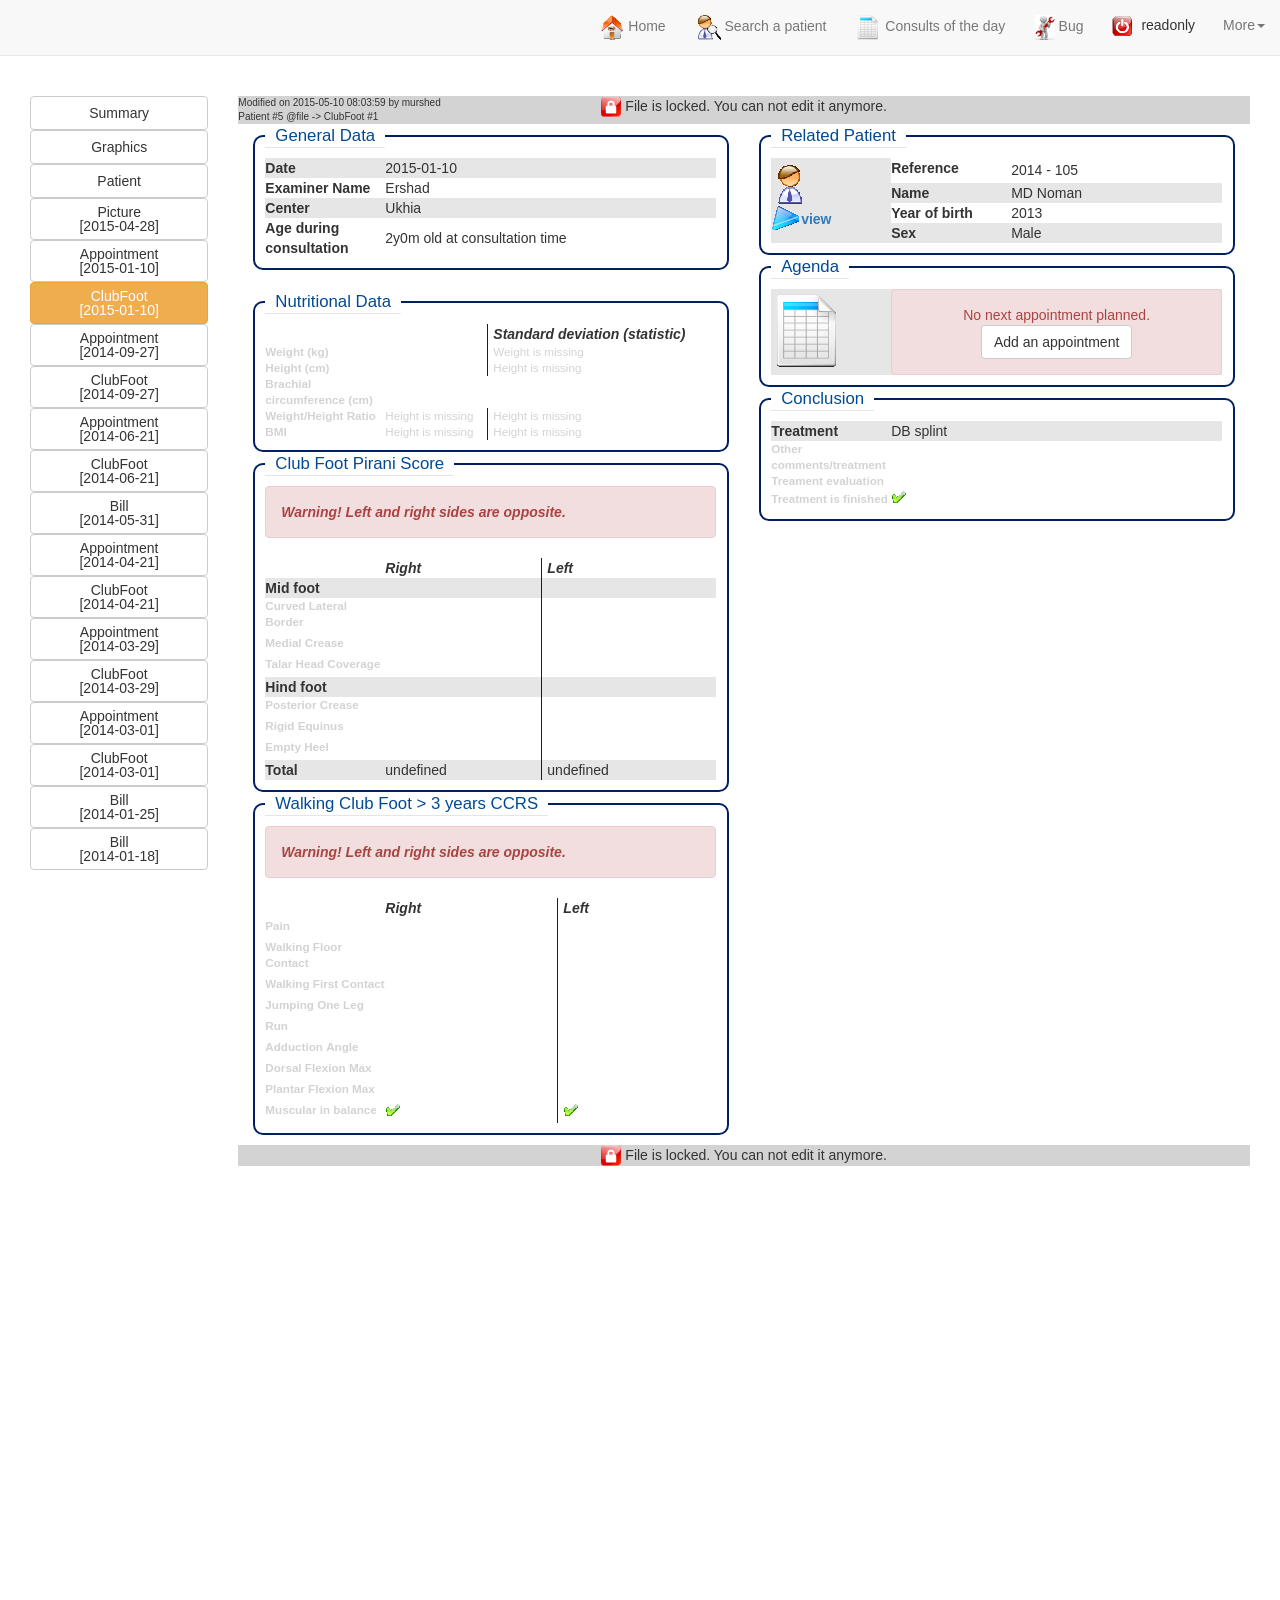 Home
Search a patient
Consults of the day
Bug
readonly
More
Summary
Graphics
Patient
Picture
[2015-04-28]
Appointment
[2015-01-10]
ClubFoot
[2015-01-10]
Appointment
[2014-09-27]
ClubFoot
[2014-09-27]
Appointment
[2014-06-21]
ClubFoot
[2014-06-21]
Bill
[2014-05-31]
Appointment
[2014-04-21]
ClubFoot
[2014-04-21]
Appointment
[2014-03-29]
ClubFoot
[2014-03-29]
Appointment
[2014-03-01]
ClubFoot
[2014-03-01]
Bill
[2014-01-25]
Bill
[2014-01-18]
Modified on 2015-05-10 08:03:59 by murshed
Patient #5 @file -> ClubFoot #1
File is locked. You can not edit it anymore.
General Data
Date 2015-01-10
Examiner Name Ershad
Center Ukhia
Age during
consultation
2y0m old at consultation time
Nutritional Data
Standard deviation (statistic)
Weight (kg) Weight is missing
Height (cm) Height is missing
Brachial
circumference (cm)
Weight/Height Ratio Height is missing Height is missing
BMI Height is missing Height is missing
Club Foot Pirani Score
Warning! Left and right sides are opposite.
Right Left
Mid foot
Curved Lateral
Border
Medial Crease
Talar Head Coverage
Hind foot
Posterior Crease
Rigid Equinus
Empty Heel
Total undefined undefined
Walking Club Foot > 3 years CCRS
Warning! Left and right sides are opposite.
Right Left
Pain
Walking Floor
Contact
Walking First Contact
Jumping One Leg
Run
Adduction Angle
Dorsal Flexion Max
Plantar Flexion Max
Muscular in balance
Related Patient
view
Reference 2014 - 105
Name MD Noman
Year of birth 2013
Sex Male
Agenda
No next appointment planned.
Add an appointment
Conclusion
Treatment DB splint
Other
comments/treatment
Treament evaluation
Treatment is finished
File is locked. You can not edit it anymore.